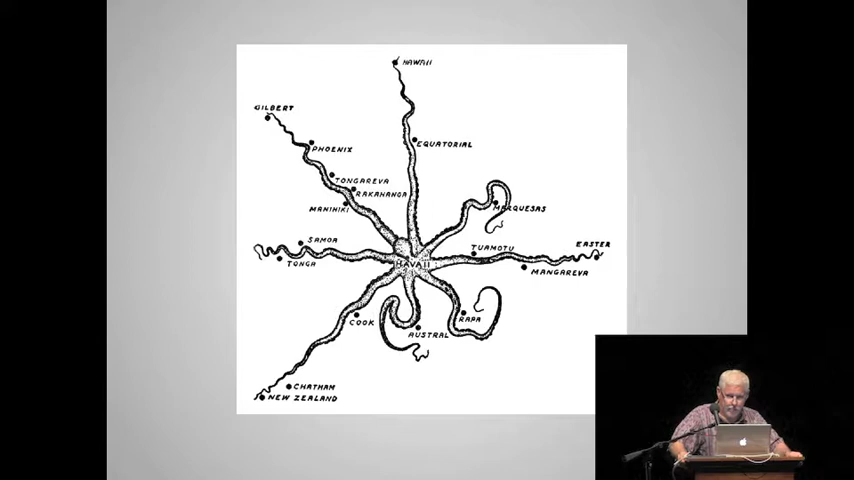 HAWAII
GILBERT
EQUATORIAL
PHOENIX
TONGAREVA
RAKAHANGA
MANIHIKI
MARQUESAS
SAMOA
TUAMOTU
EASTER
TONGA
HAVAII
MANGAREVA
COOK
RAPA
AUSTRAL
CHATHAM
NEW ZEALAND